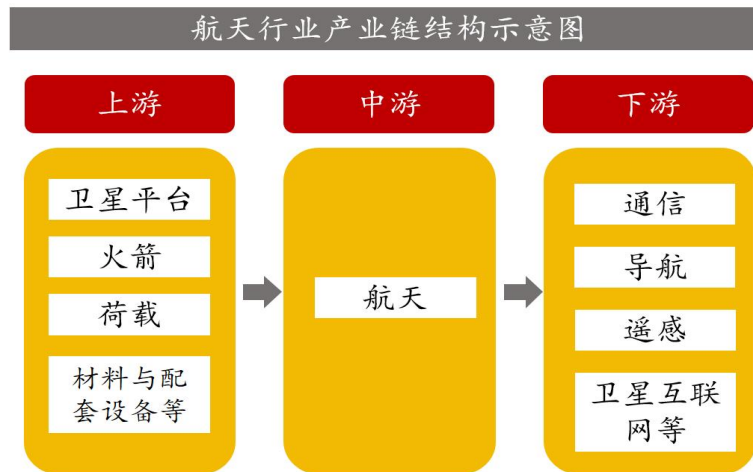 航天行业产业链结构示意图
上游
中游
下游
卫星平台
火箭
荷载
材料与配
套设备等
航天
通信
导航
遥感
卫星互联
网等